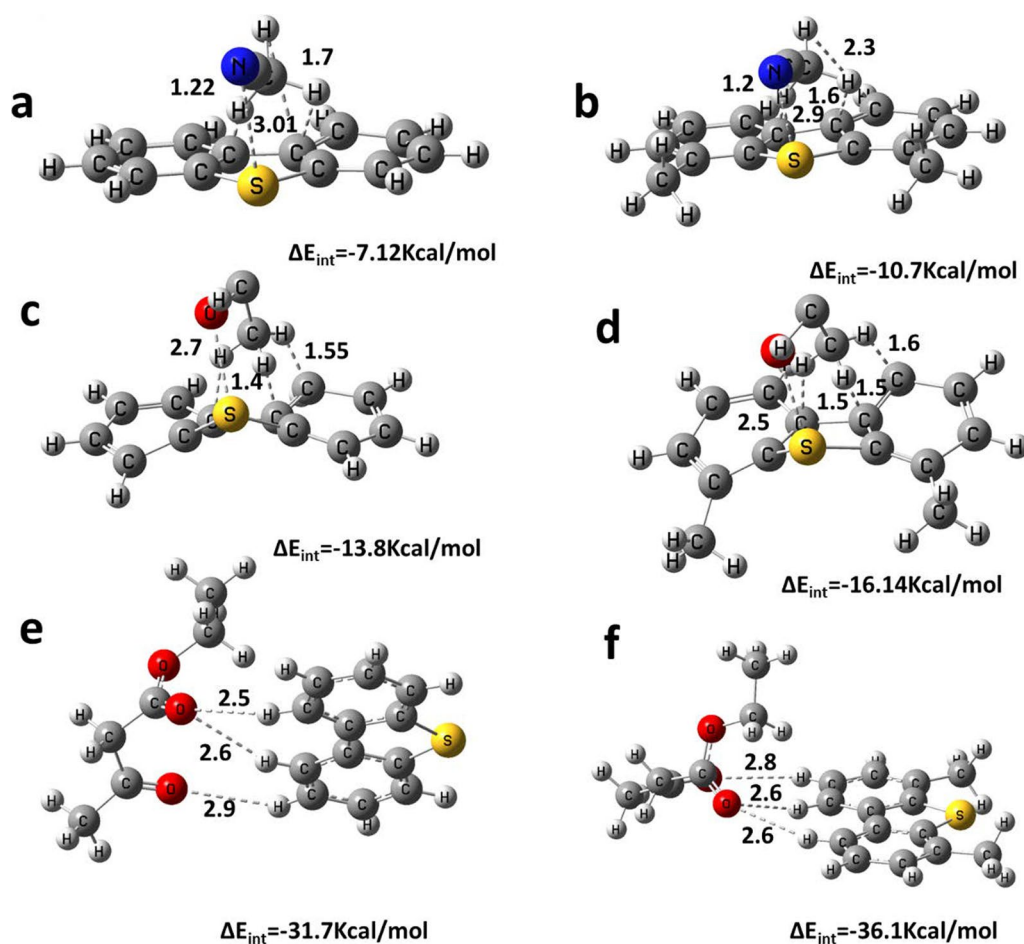 a
N
C
H
H
H
1.7
1.22
3.01
S
ΔEint=-7.12Kcal/mol
b
N
C
H
H
2.3
1.2
1.6
2.9
S
ΔEint=-10.7Kcal/mol
c
O
H
C
C
H
H
H
2.7
1.55
1.4
S
ΔEint=-13.8Kcal/mol
d
H
C
C
H
H
H
1.6
1.5
1.5
2.5
S
ΔEint=-16.14Kcal/mol
e
H
H
C
H
C
H
O
C
O
2.5
2.6
C
O
2.9
S
ΔEint=-31.7Kcal/mol
f
C
H
C
H
O
C
O
2.8
2.6
2.6
S
ΔEint=-36.1Kcal/mol